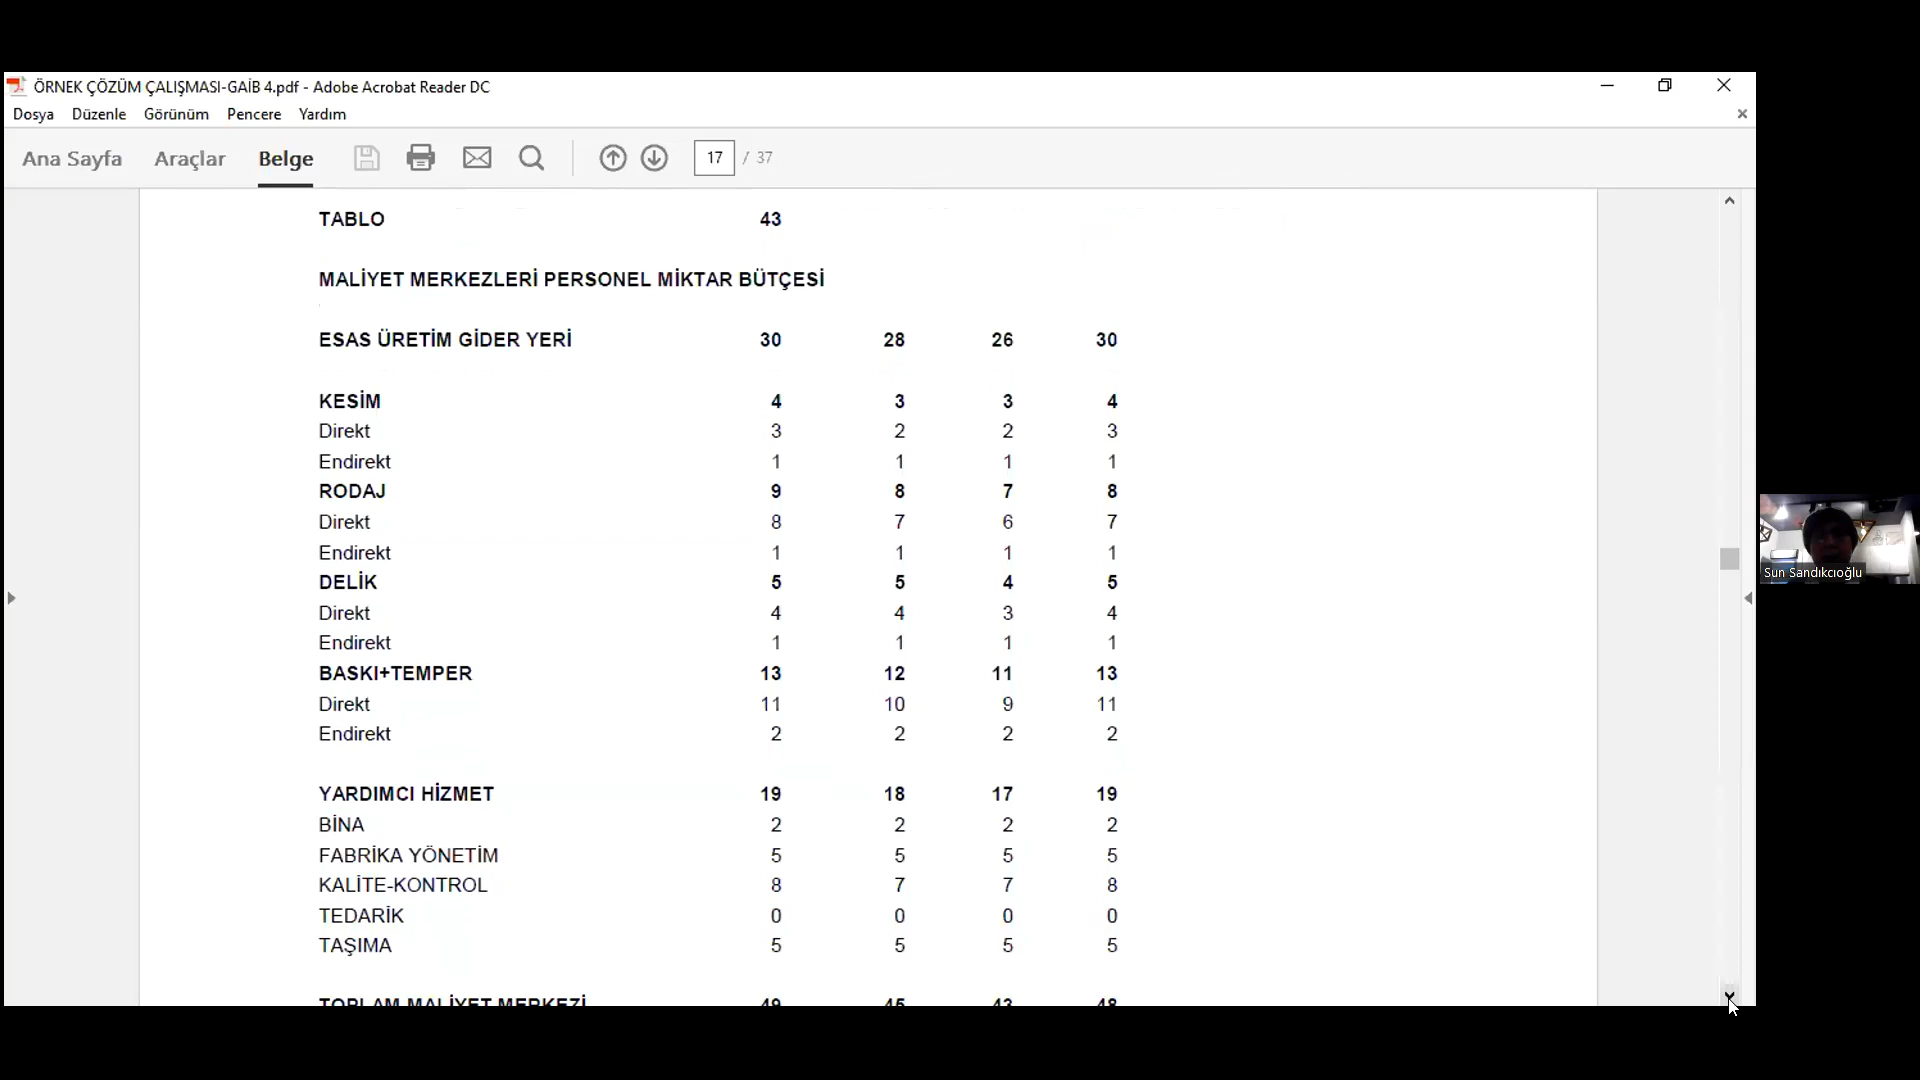 ÖRNEK ÇÖZÜM ÇALIŞMASI-GAİB 4.pdf - Adobe Acrobat Reader DC
Dosya Düzenle Görünüm Pencere Yardım
Ana Sayfa Araçlar Belge 17 / 37
TABLO 43
MALİYET MERKEZLERİ PERSONEL MİKTAR BÜTÇESİ
ESAS ÜRETİM GİDER YERİ 30 28 26 30
KESİM 4 3 3 4
Direkt 3 2 2 3
Endirekt 1 1 1 1
RODAJ 9 8 7 8
Direkt 8 7 6 7
Endirekt 1 1 1 1
DELİK 5 5 4 5
Direkt 4 4 3 4
Endirekt 1 1 1 1
BASKI+TEMPER 13 12 11 13
Direkt 11 10 9 11
Endirekt 2 2 2 2
YARDIMCI HİZMET 19 18 17 19
BİNA 2 2 2 2
FABRİKA YÖNETİM 5 5 5 5
KALİTE-KONTROL 8 7 7 8
TEDARİK 0 0 0 0
TAŞIMA 5 5 5 5
TOPLAM MALİYET MERKEZİ 49 45 43 48
Sun Sandıkcıoğlu